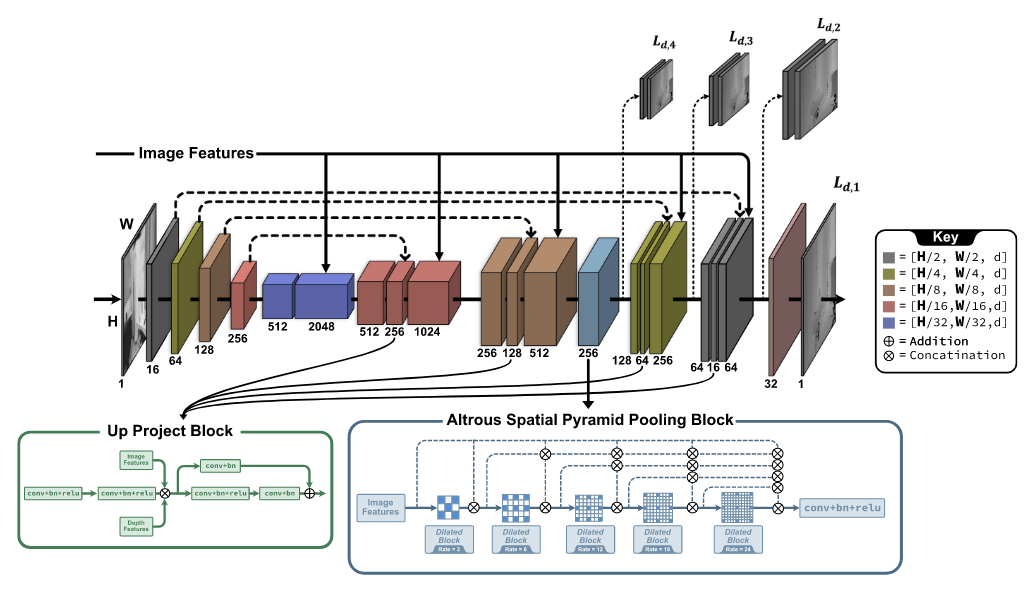 L_{d,4}
L_{d,3}
L_{d,2}
Image Features
L_{d,1}
W
H
1
16
64
128
256
512
2048
512
256
1024
256
128
512
256
128
64
256
64
16
64
32
1
Key
= [H/2, W/2, d]
= [H/4, W/4, d]
= [H/8, W/8, d]
= [H/16,W/16,d]
= [H/32,W/32,d]
⊕ = Addition
⊗ = Concatination
Up Project Block
Image
Features
conv+bn
conv+bn+relu
conv+bn+relu
conv+bn+relu
conv+bn
Depth
Features
Altrous Spatial Pyramid Pooling Block
Image
Features
conv+bn+relu
Dilated
Block
Rate = 3
Dilated
Block
Rate = 6
Dilated
Block
Rate = 12
Dilated
Block
Rate = 18
Dilated
Block
Rate = 24